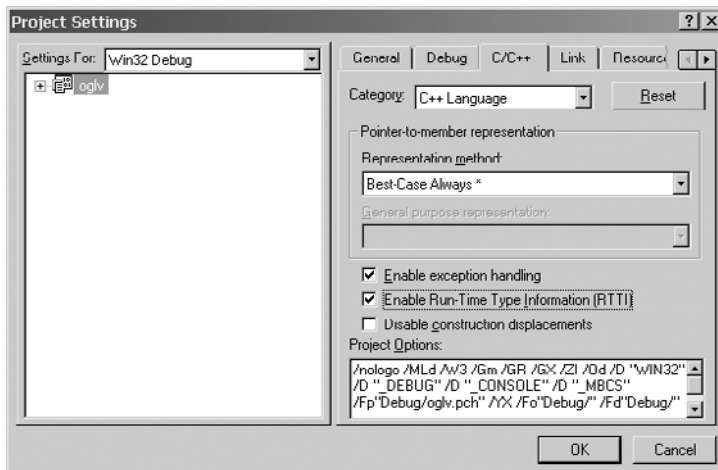 Project Settings
Settings For: Win32 Debug
oglv
General Debug C/C++ Link Resource
Category: C++ Language Reset
Pointer-to-member representation
Representation method:
Best-Case Always *
General purpose representation:
Enable exception handling
Enable Run-Time Type Information (RTTI)
Disable construction displacements
Project Options:
/nologo /MLd /W3 /Gm /GR /GX /ZI /Od /D "WIN32"
/D "_DEBUG" /D "_CONSOLE" /D "_MBCS"
/Fp"Debug/oglv.pch" /YX /Fo"Debug/" /Fd"Debug/"
OK Cancel